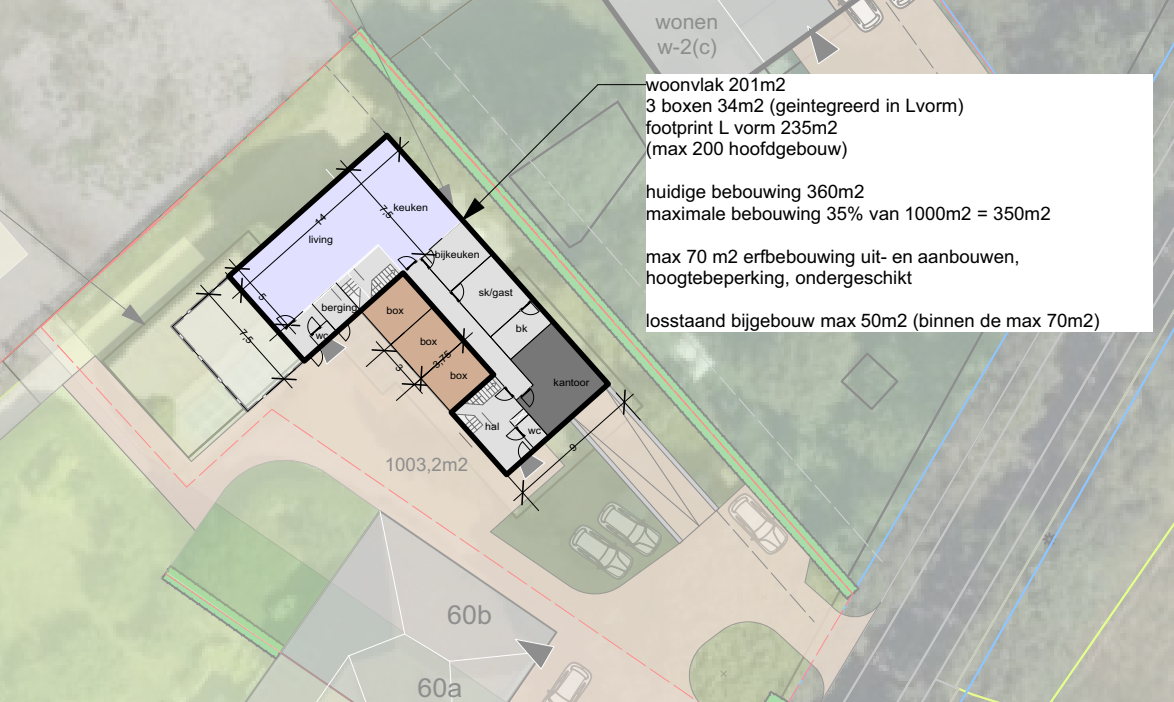 wonen
w-2(c)
woonvlak 201m2
3 boxen 34m2 (geintegreerd in Lvorm)
footprint L vorm 235m2
(max 200 hoofdgebouw)
huidige bebouwing 360m2
maximale bebouwing 35% van 1000m2 = 350m2
max 70 m2 erfbebouwing uit- en aanbouwen,
hoogtebeperking, ondergeschikt
losstaand bijgebouw max 50m2 (binnen de max 70m2)
keuken
7,5
14
living
bijkeuken
5
sk/gast
berging
box
7,5
wc
bk
box
3,75
3
box
kantoor
hal
wc
9
1003,2m2
60b
60a